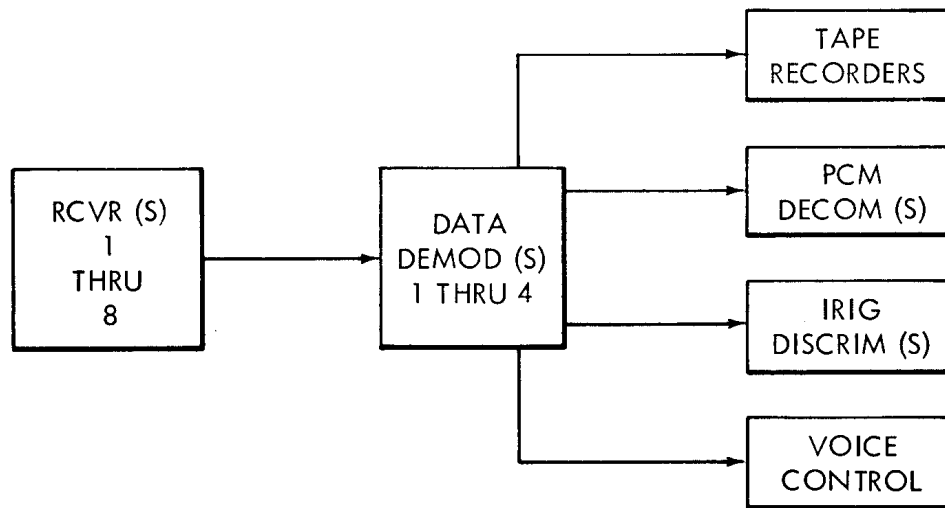 RCVR (S)
1
THRU
8
DATA
DEMOD (S)
1 THRU 4
TAPE
RECORDERS
PCM
DECOM (S)
IRIG
DISCRIM (S)
VOICE
CONTROL